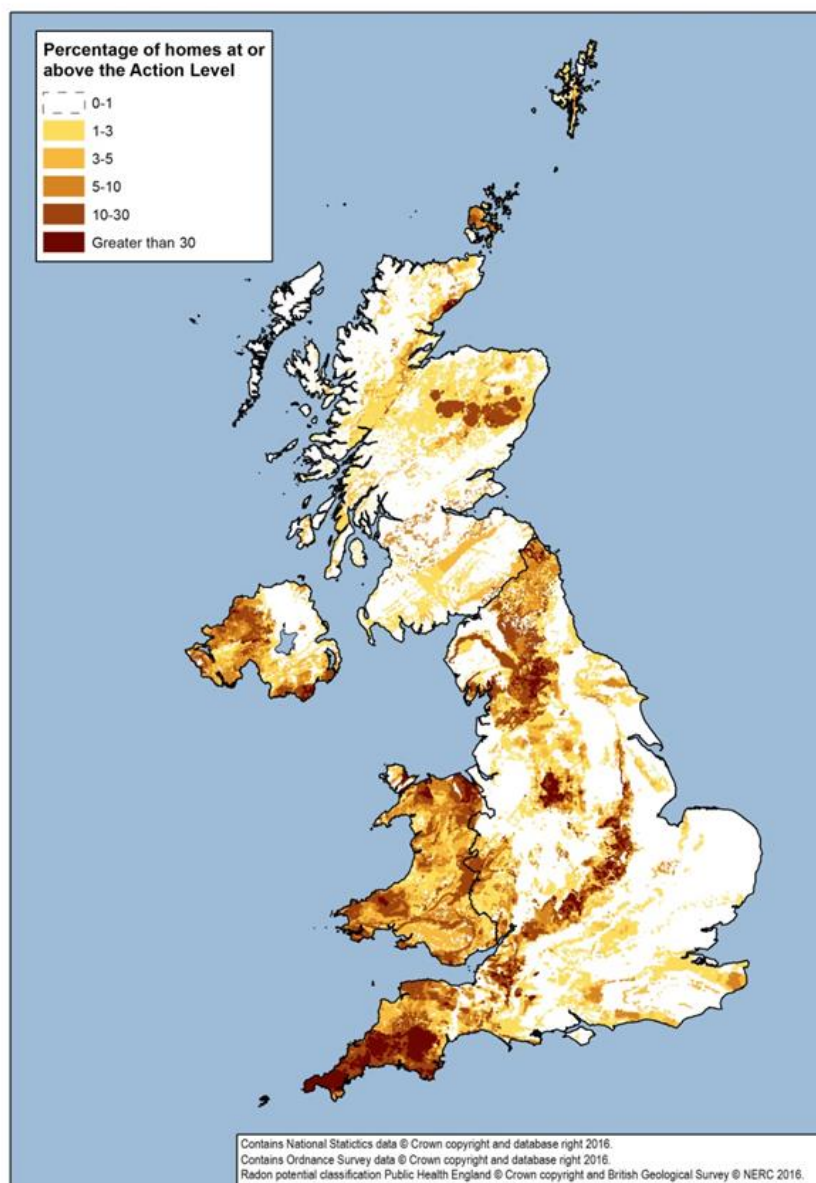 Percentage of homes at or
above the Action Level
0-1
1-3
3-5
5-10
10-30
Greater than 30
Contains National Statistics data © Crown copyright and database right 2016.
Contains Ordnance Survey data © Crown copyright and database right 2016.
Radon potential classification Public Health England © Crown copyright and British Geological Survey © NERC 2016.